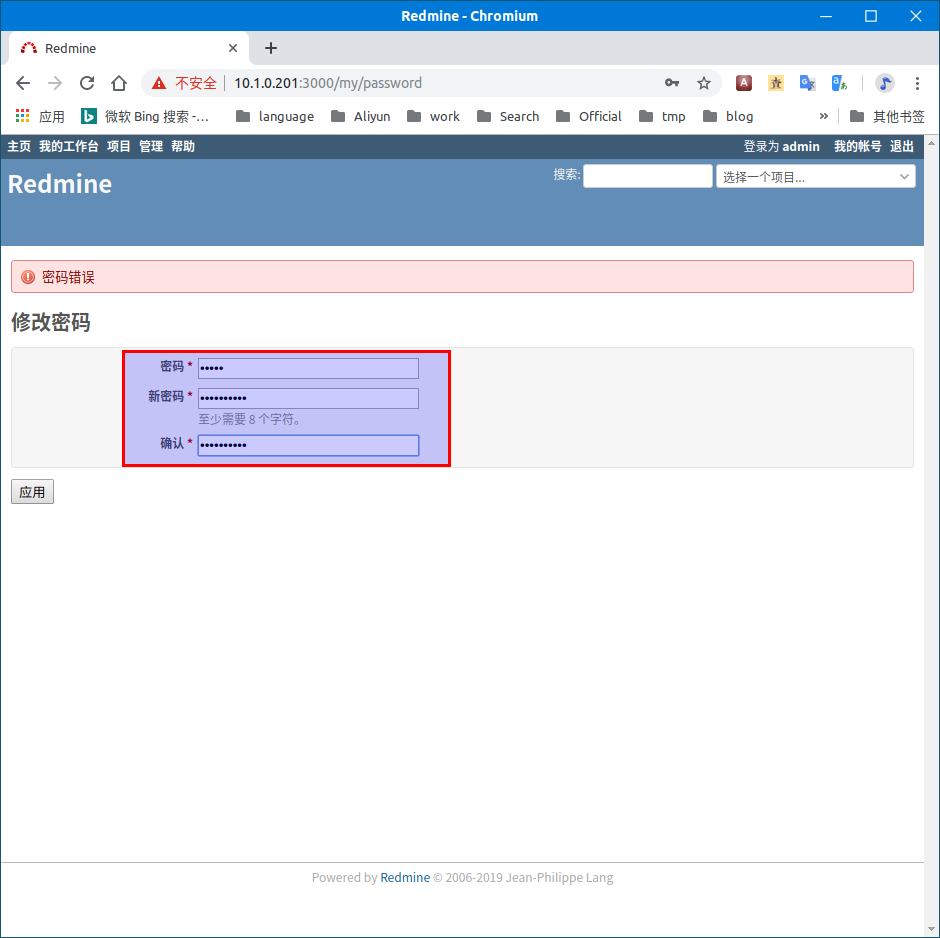 Redmine - Chromium
Redmine
不安全 10.1.0.201:3000/my/password
应用 微软 Bing 搜索 -... language Aliyun work Search Official tmp blog » 其他书签
主页 我的工作台 项目 管理 帮助 登录为 admin 我的帐号 退出
Redmine 搜索: 选择一个项目...
密码错误
修改密码
密码 * •••••
新密码 * ••••••••••
至少需要 8 个字符。
确认 * ••••••••••
应用
Powered by Redmine © 2006-2019 Jean-Philippe Lang